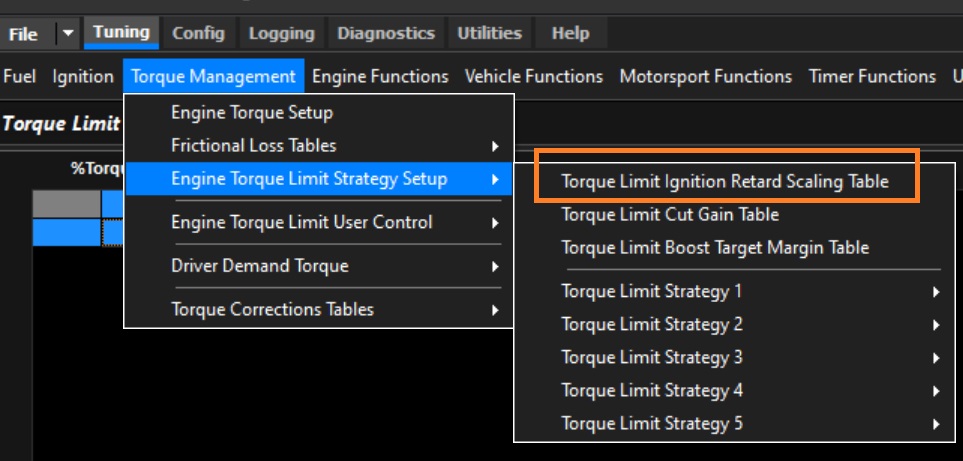 File Tuning Config Logging Diagnostics Utilities Help
Fuel Ignition Torque Management Engine Functions Vehicle Functions Motorsport Functions Timer Functions U
Torque Limit
%Torqu
Engine Torque Setup
Frictional Loss Tables
Engine Torque Limit Strategy Setup
Engine Torque Limit User Control
Driver Demand Torque
Torque Corrections Tables
Torque Limit Ignition Retard Scaling Table
Torque Limit Cut Gain Table
Torque Limit Boost Target Margin Table
Torque Limit Strategy 1
Torque Limit Strategy 2
Torque Limit Strategy 3
Torque Limit Strategy 4
Torque Limit Strategy 5